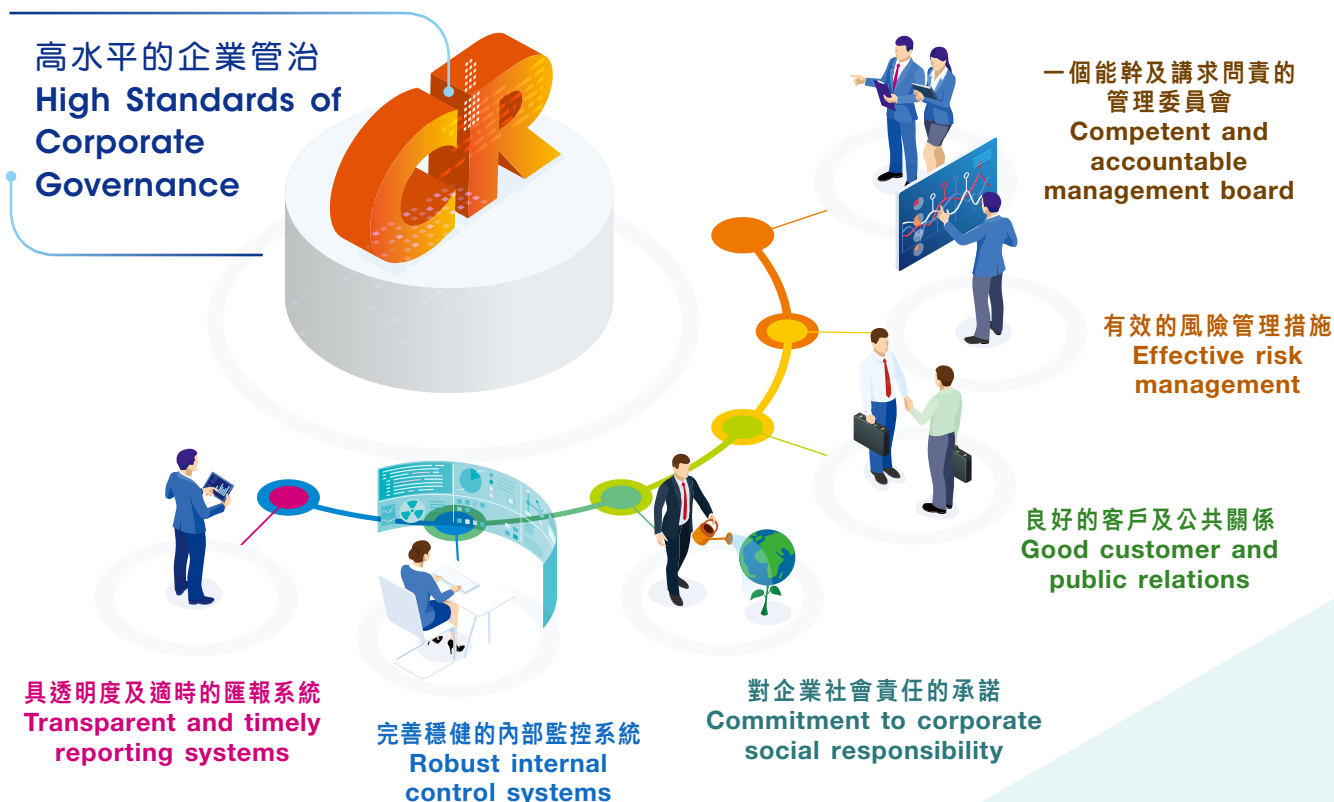 高水平的企業管治
High Standards of
Corporate
Governance
CR
一個能幹及講求問責的
管理委員會
Competent and
accountable
management board
有效的風險管理措施
Effective risk
management
良好的客戶及公共關係
Good customer and
public relations
對企業社會責任的承諾
Commitment to corporate
social responsibility
完善穩健的內部監控系統
Robust internal
control systems
具透明度及適時的匯報系統
Transparent and timely
reporting systems